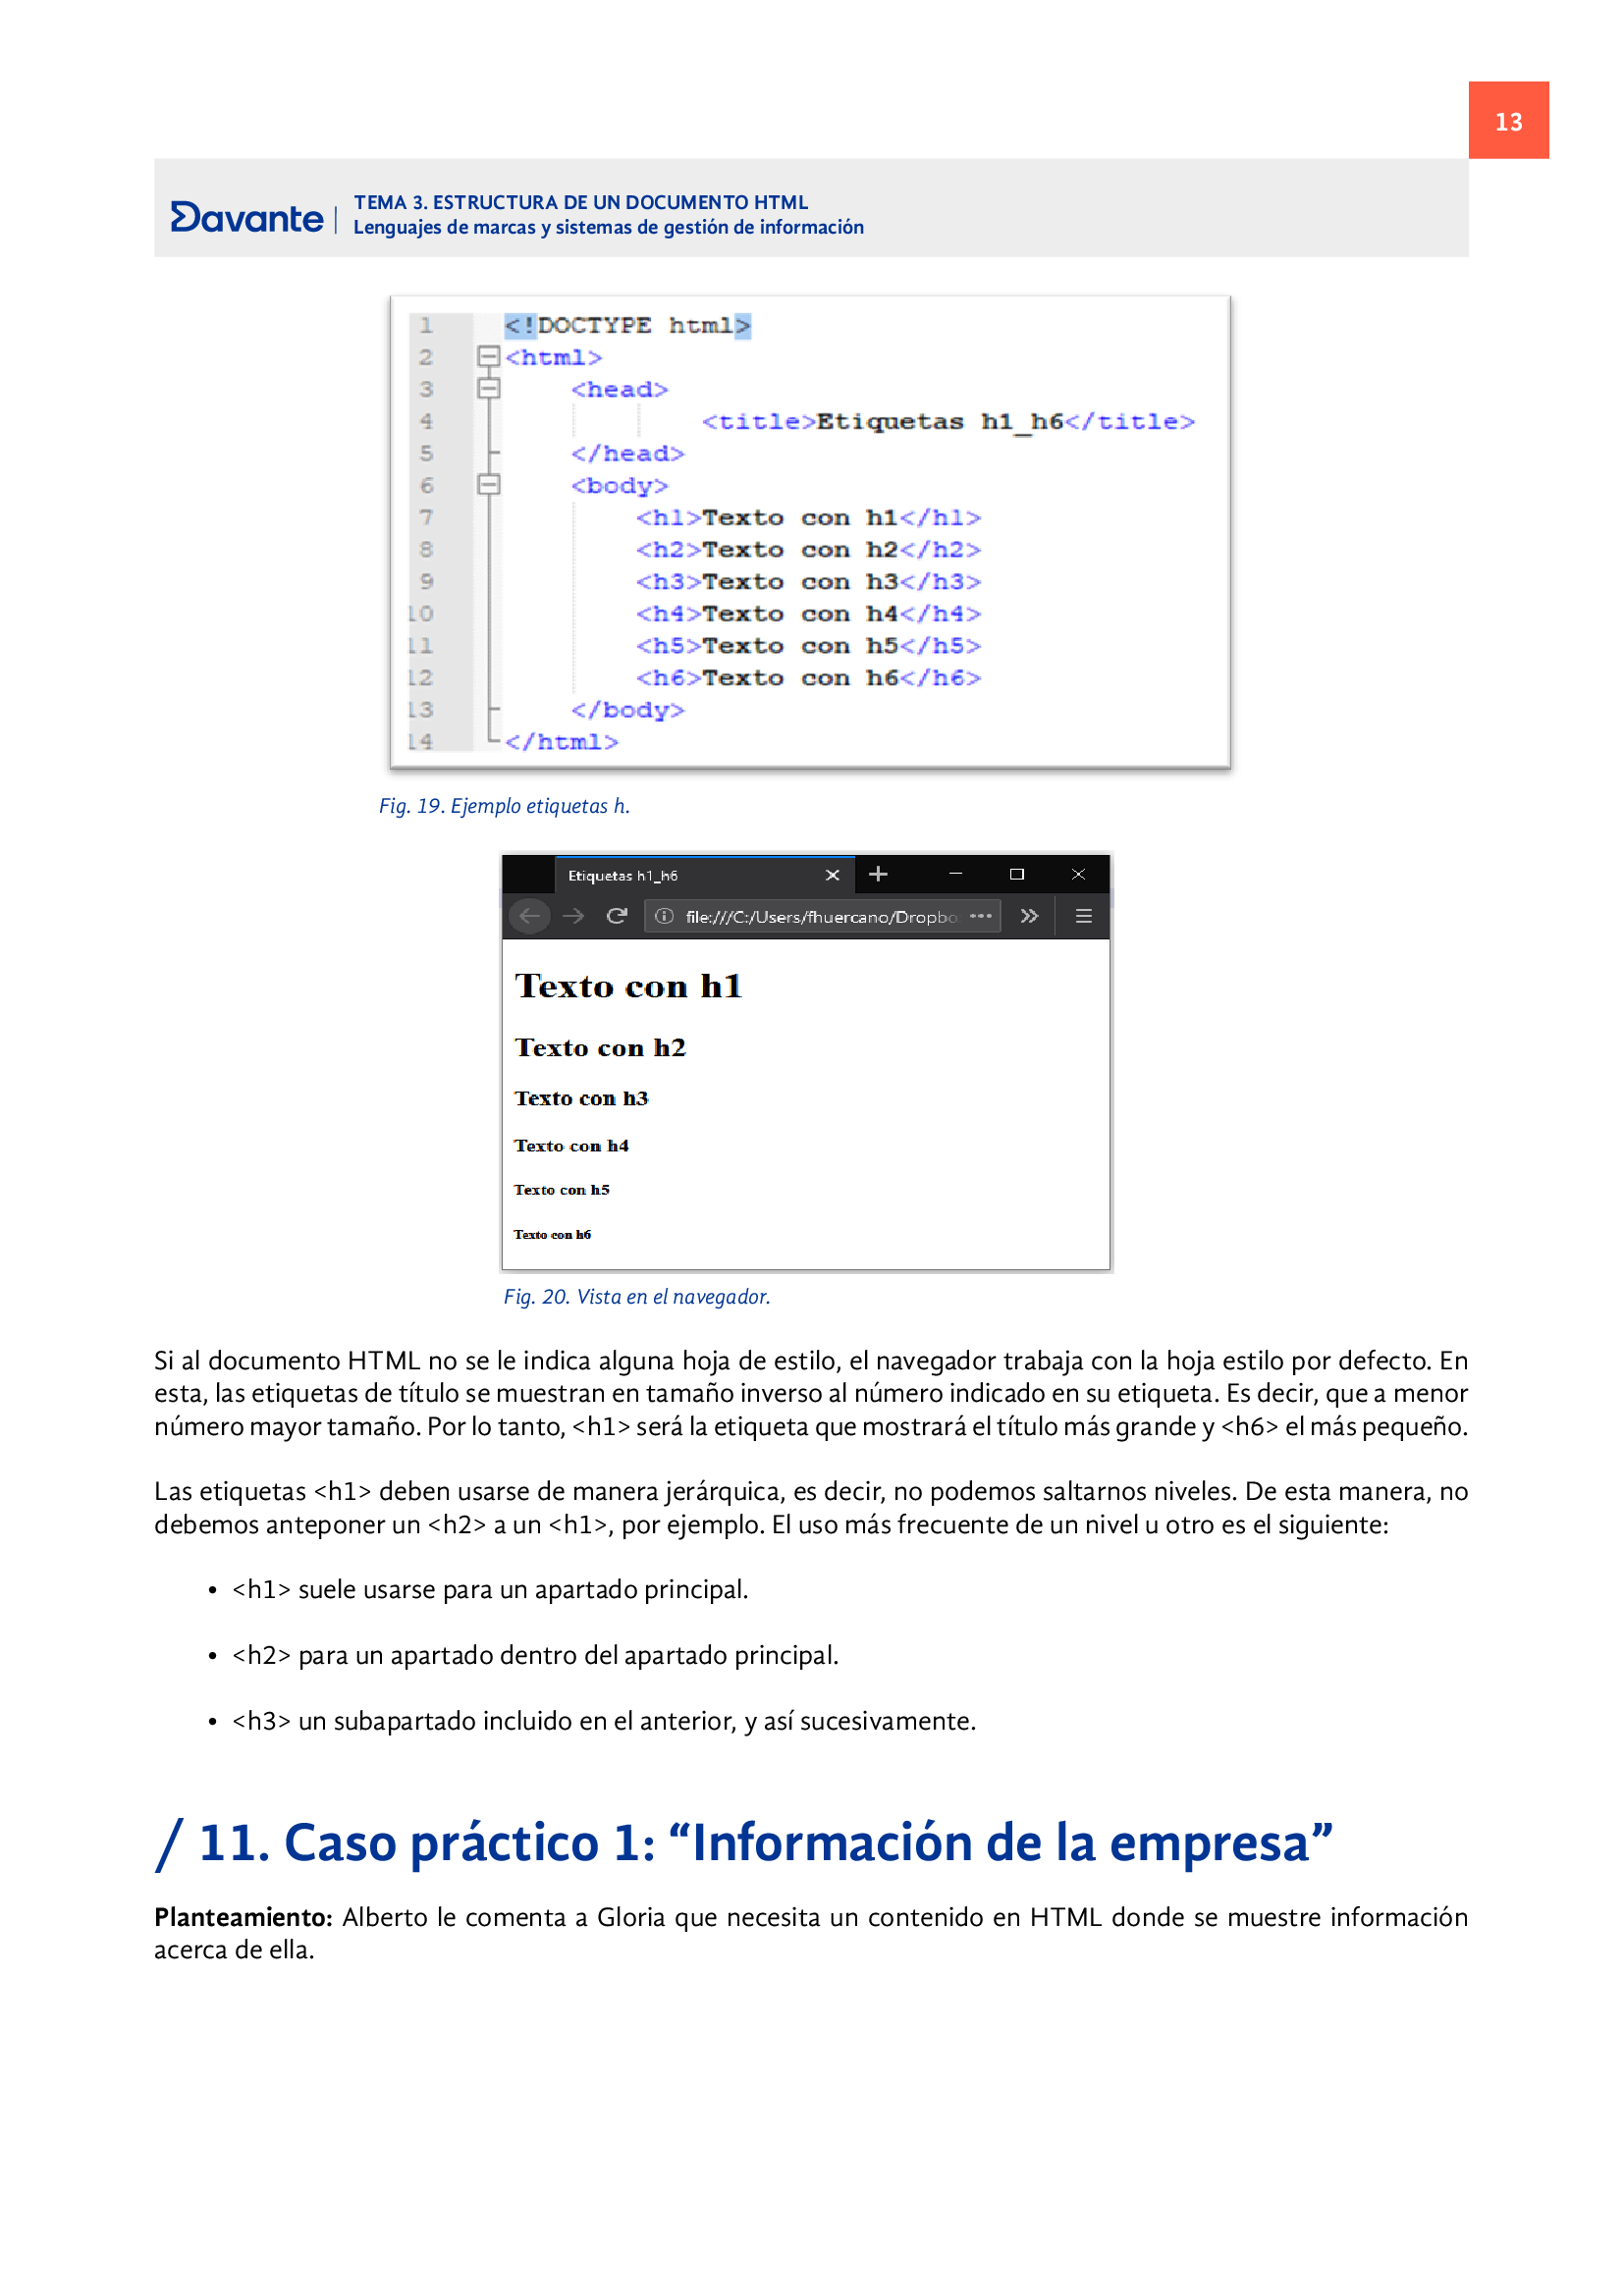 13
Davante
TEMA 3. ESTRUCTURA DE UN DOCUMENTO HTML
Lenguajes de marcas y sistemas de gestión de información
1 <!DOCTYPE html>
2 <html>
3 <head>
4 <title>Etiquetas h1_h6</title>
5 </head>
6 <body>
7 <h1>Texto con h1</h1>
8 <h2>Texto con h2</h2>
9 <h3>Texto con h3</h3>
10 <h4>Texto con h4</h4>
11 <h5>Texto con h5</h5>
12 <h6>Texto con h6</h6>
13 </body>
14 </html>
Fig. 19. Ejemplo etiquetas h.
Etiquetas h1_h6
file:///C:/Users/fhuercano/Dropbo
Texto con h1
Texto con h2
Texto con h3
Texto con h4
Texto con h5
Texto con h6
Fig. 20. Vista en el navegador.
Si al documento HTML no se le indica alguna hoja de estilo, el navegador trabaja con la hoja estilo por defecto. En
esta, las etiquetas de título se muestran en tamaño inverso al número indicado en su etiqueta. Es decir, que a menor
número mayor tamaño. Por lo tanto, <h1> será la etiqueta que mostrará el título más grande y <h6> el más pequeño.
Las etiquetas <h1> deben usarse de manera jerárquica, es decir, no podemos saltarnos niveles. De esta manera, no
debemos anteponer un <h2> a un <h1>, por ejemplo. El uso más frecuente de un nivel u otro es el siguiente:
• <h1> suele usarse para un apartado principal.
• <h2> para un apartado dentro del apartado principal.
• <h3> un subapartado incluido en el anterior, y así sucesivamente.
/ 11. Caso práctico 1: “Información de la empresa”
Planteamiento: Alberto le comenta a Gloria que necesita un contenido en HTML donde se muestre información
acerca de ella.